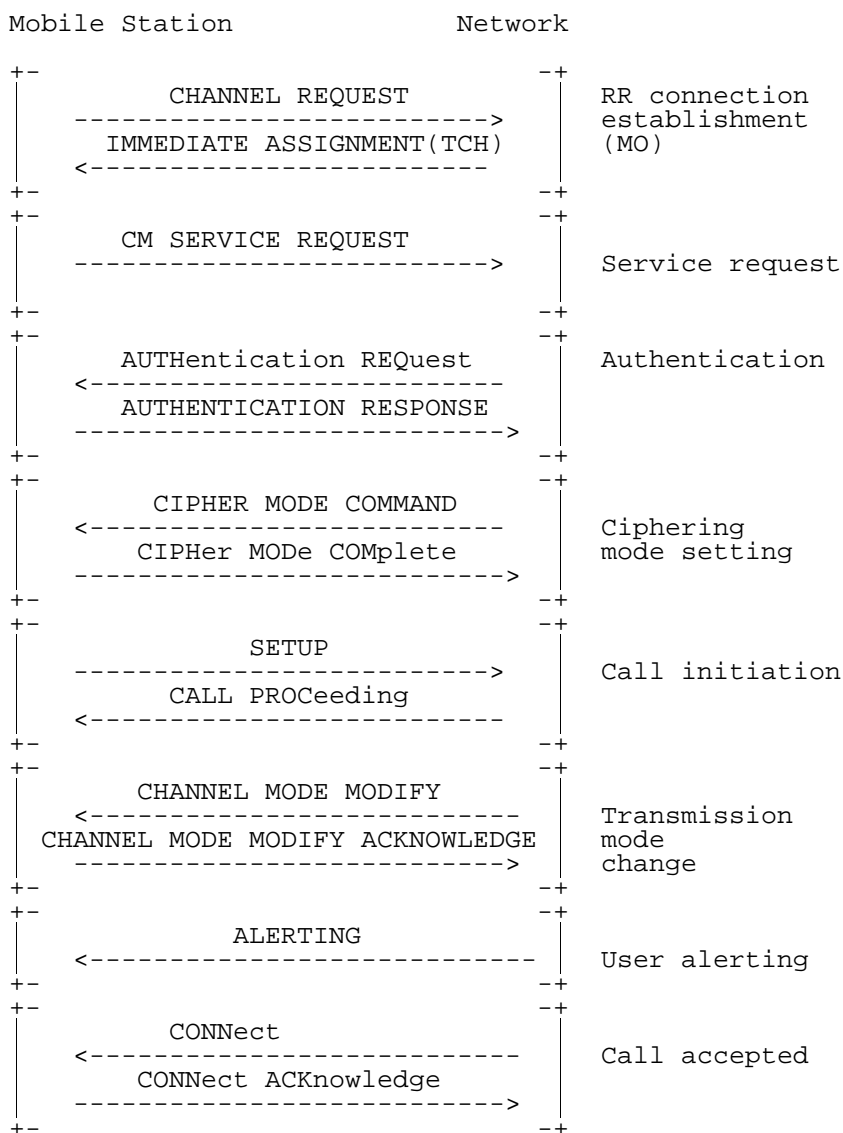 Mobile Station Network
CHANNEL REQUEST RR connection
--------------------------> establishment
IMMEDIATE ASSIGNMENT(TCH) (MO)
<-------------------------
CM SERVICE REQUEST
--------------------------> Service request
AUTHentication REQuest Authentication
<--------------------------
AUTHENTICATION RESPONSE
--------------------------->
CIPHER MODE COMMAND
<-------------------------- Ciphering
CIPHer MODe COMplete mode setting
--------------------------->
SETUP
--------------------------> Call initiation
CALL PROCeeding
<--------------------------
CHANNEL MODE MODIFY
<--------------------------- Transmission
CHANNEL MODE MODIFY ACKNOWLEDGE mode
---------------------------> change
ALERTING
<---------------------------- User alerting
CONNect
<--------------------------- Call accepted
CONNect ACKnowledge
--------------------------->